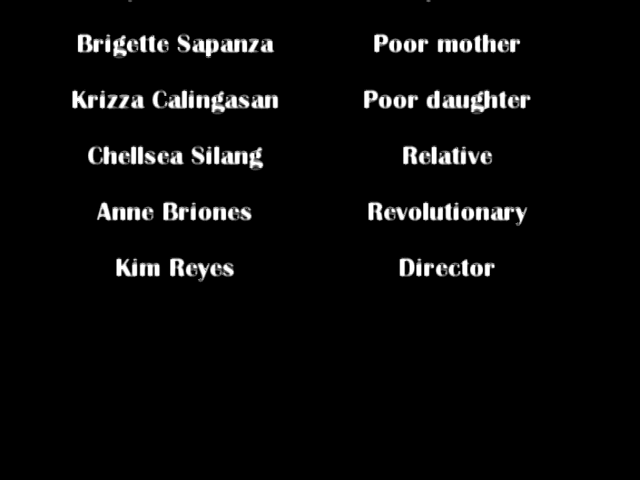 Brigette Sapanza Poor mother
Krizza Calingasan Poor daughter
Chellsea Silang Relative
Anne Briones Revolutionary
Kim Reyes Director